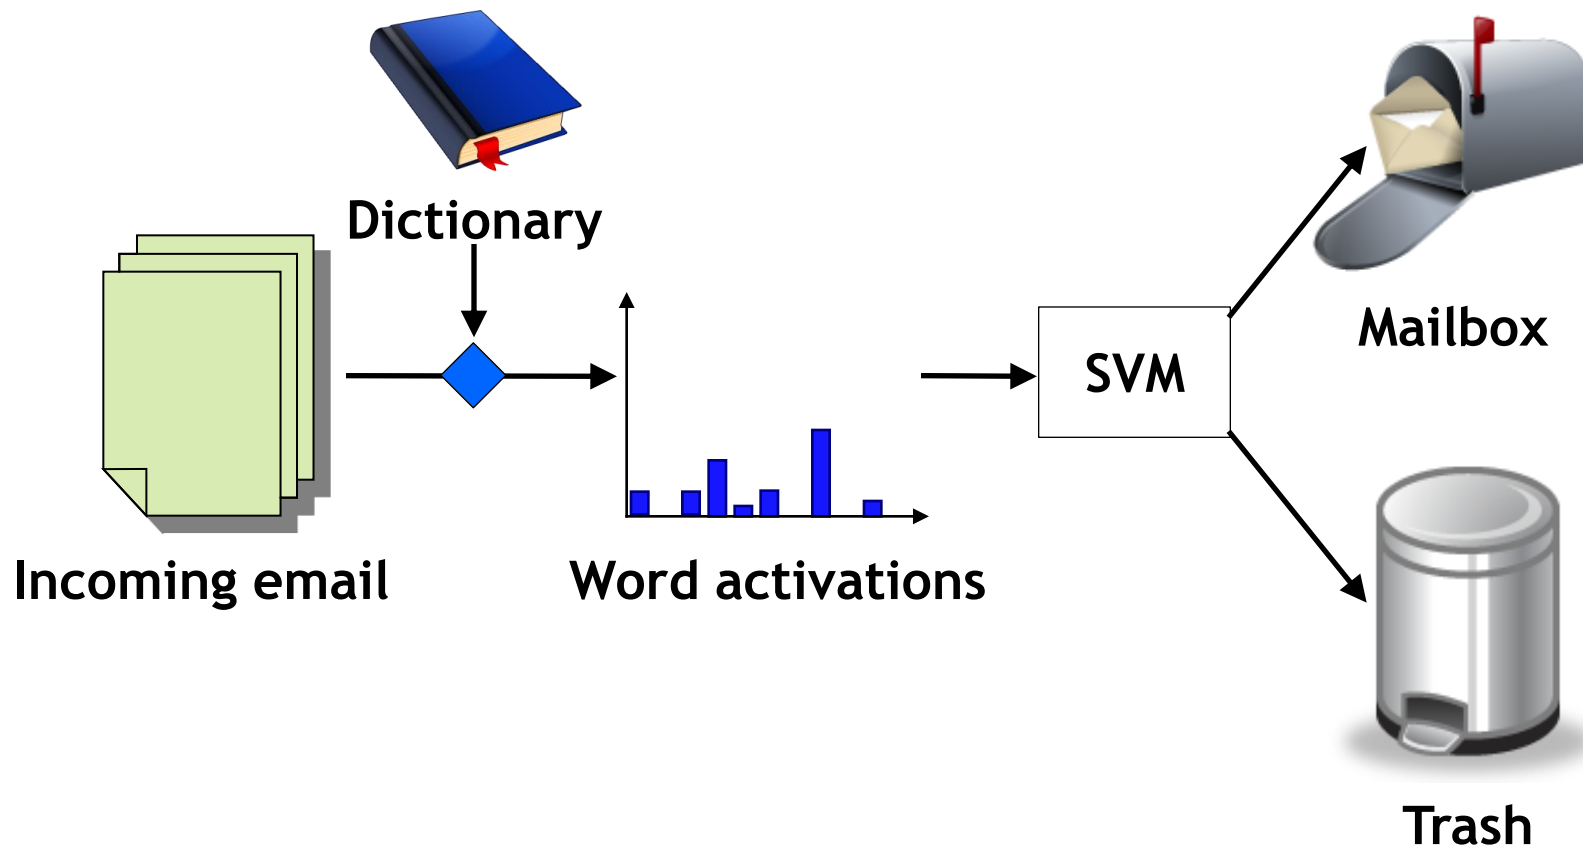 Dictionary
Incoming email
Word activations
SVM
Mailbox
Trash